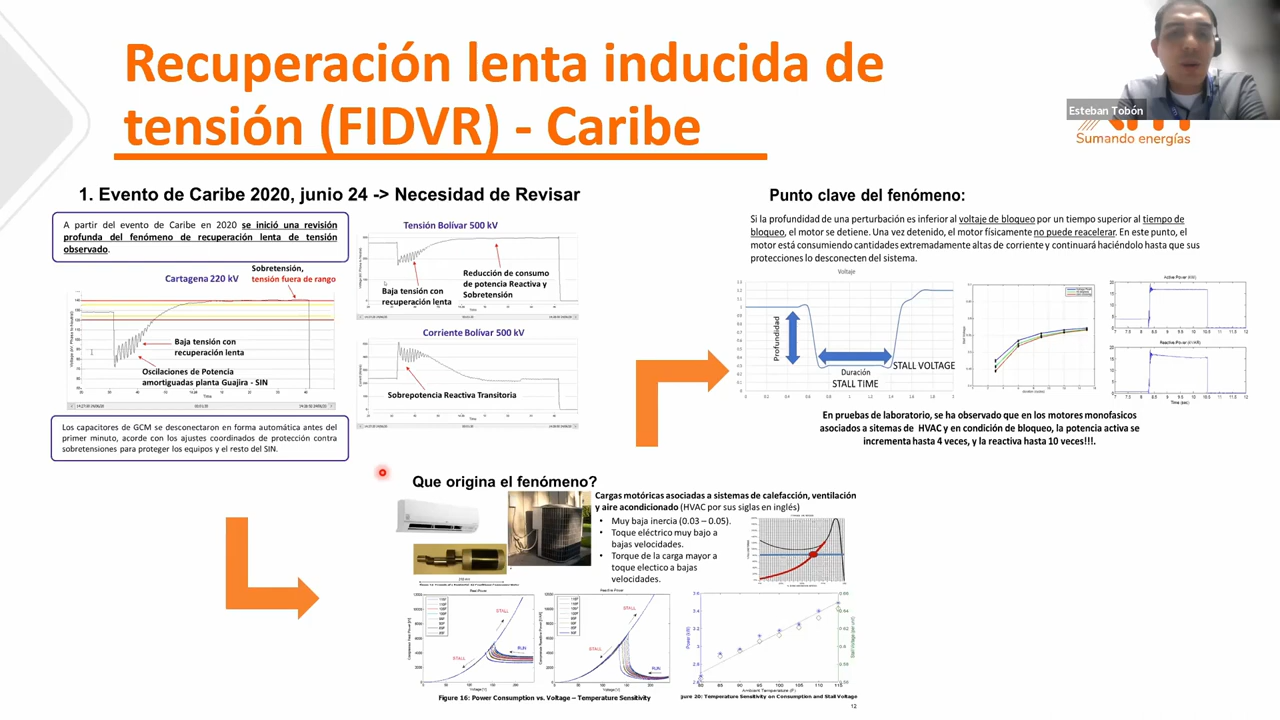 Recuperación lenta inducida de
tensión (FIDVR) - Caribe
Esteban Tobón
Sumando energías
1. Evento de Caribe 2020, junio 24 -> Necesidad de Revisar
A partir del evento de Caribe en 2020 se inició una revisión
profunda del fenómeno de recuperación lenta de tensión
observado.
Cartagena 220 kV
Sobretensión,
tensión fuera de rango
Baja tensión con
recuperación lenta
Oscilaciones de Potencia
amortiguadas planta Guajira - SIN
Los capacitores de GCM se desconectaron en forma automática antes del
primer minuto, acorde con los ajustes coordinados de protección contra
sobretensiones para proteger los equipos y el resto del SIN.
Tensión Bolívar 500 kV
Reducción de consumo
de potencia Reactiva y
Sobretensión
Baja tensión con
recuperación lenta
Corriente Bolívar 500 kV
Sobrepotencia Reactiva Transitoria
Punto clave del fenómeno:
Si la profundidad de una perturbación es inferior al voltaje de bloqueo por un tiempo superior al tiempo de
bloqueo, el motor se detiene. Una vez detenido, el motor físicamente no puede reacelerar. En este punto, el
motor está consumiendo cantidades extremadamente altas de corriente y continuará haciéndolo hasta que sus
protecciones lo desconecten del sistema.
Voltaje
Profundidad
Duración
STALL VOLTAGE
STALL TIME
Active Power (kW)
Reactive Power (kVAR)
Time (sec)
En pruebas de laboratorio, se ha observado que en los motores monofasicos
asociados a sitemas de HVAC y en condición de bloqueo, la potencia activa se
incrementa hasta 4 veces, y la reactiva hasta 10 veces!!!.
Que origina el fenómeno?
Cargas motóricas asociadas a sistemas de calefacción, ventilación
y aire acondicionado (HVAC por sus siglas en inglés)
• Muy baja inercia (0.03 – 0.05).
• Toque eléctrico muy bajo a
bajas velocidades.
• Torque de la carga mayor a
toque electico a bajas
velocidades.
Real Power
Reactive Power
STALL
STALL
RUN
STALL
STALL
RUN
Voltage (V)
Voltage (V)
Figure 16: Power Consumption vs. Voltage – Temperature Sensitivity
Power (kW)
Stall Voltage (per unit)
Ambient Temperature (F)
gure 20: Temperature Sensitivity on Consumption and Stall Voltage
12